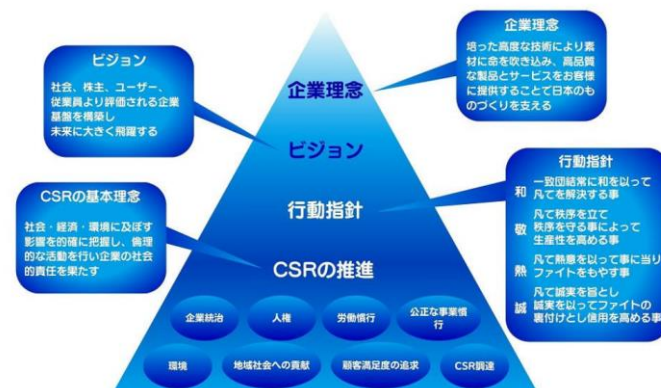 企業理念
培った高度な技術により素
材に命を吹き込み、高品質
な製品とサービスをお客様
に提供することで日本のも
のづくりを支える
ビジョン
社会、株主、ユーザー、
従業員より評価される企業
基盤を構築し
未来に大きく飛躍する
企業理念
ビジョン
行動指針
CSRの推進
行動指針
和 一致団結常に和を以って
凡てを解決する事
敬 凡て秩序を立て
秩序を守る事によって
生産性を高める事
熱 凡て熱意を以って事に当り
ファイトをもやす事
誠 凡て誠実を旨とし
誠実を以ってファイトの
裏付けとし信用を高める事
CSRの基本理念
社会・経済・環境に及ぼす
影響を的確に把握し、倫理
的な活動を行い企業の社会
的責任を果たす
企業統治
人権
労働慣行
公正な事業慣
行
環境
地域社会への貢献
顧客満足度の追求
CSR調達